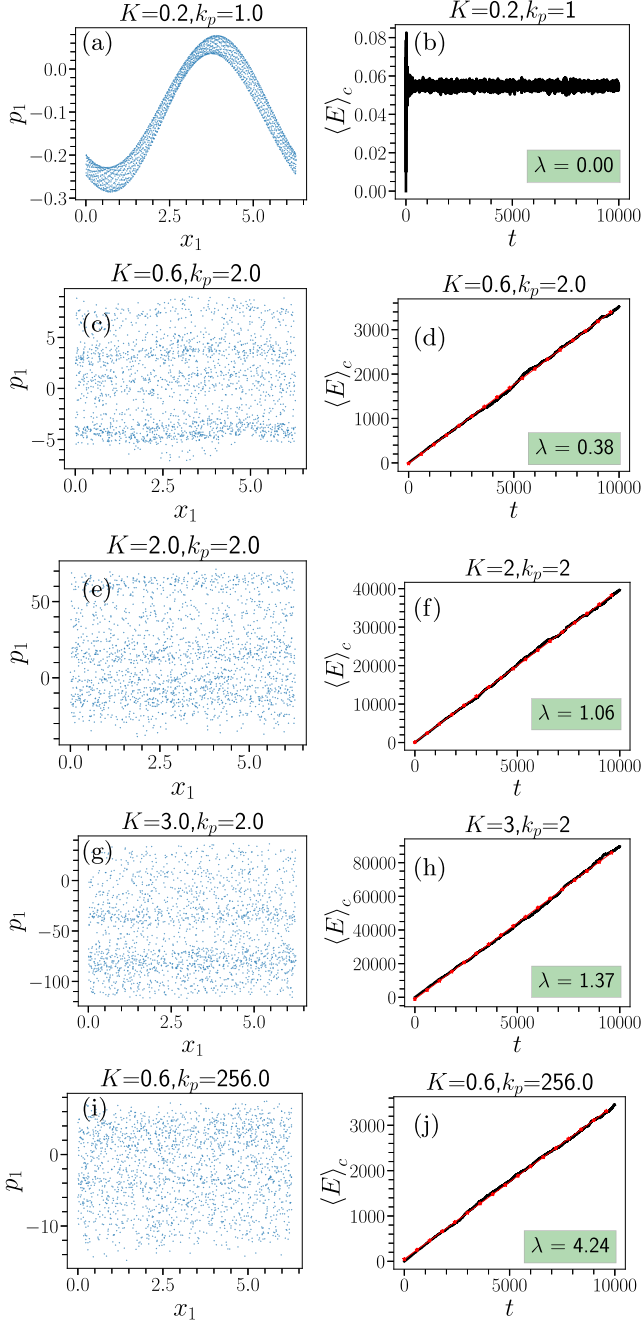 K=0.2,kₚ=1.0
(a)
p₁
0.0
−0.1
−0.2
−0.3
0.0 2.5 5.0
x₁
K=0.2,kₚ=1
(b)
⟨E⟩c
0.08
0.06
0.04
0.02
0.00
λ = 0.00
0 5000 10000
t
K=0.6,kₚ=2.0
(c)
p₁
5
0
−5
0.0 2.5 5.0
x₁
K=0.6,kₚ=2.0
(d)
⟨E⟩c
3000
2000
1000
0
λ = 0.38
0 5000 10000
t
K=2.0,kₚ=2.0
(e)
p₁
50
0
0.0 2.5 5.0
x₁
K=2,kₚ=2
(f)
⟨E⟩c
40000
30000
20000
10000
0
λ = 1.06
0 5000 10000
t
K=3.0,kₚ=2.0
(g)
p₁
0
−50
−100
0.0 2.5 5.0
x₁
K=3,kₚ=2
(h)
⟨E⟩c
80000
60000
40000
20000
0
λ = 1.37
0 5000 10000
t
K=0.6,kₚ=256.0
(i)
p₁
0
−10
0.0 2.5 5.0
x₁
K=0.6,kₚ=256.0
(j)
⟨E⟩c
3000
2000
1000
0
λ = 4.24
0 5000 10000
t